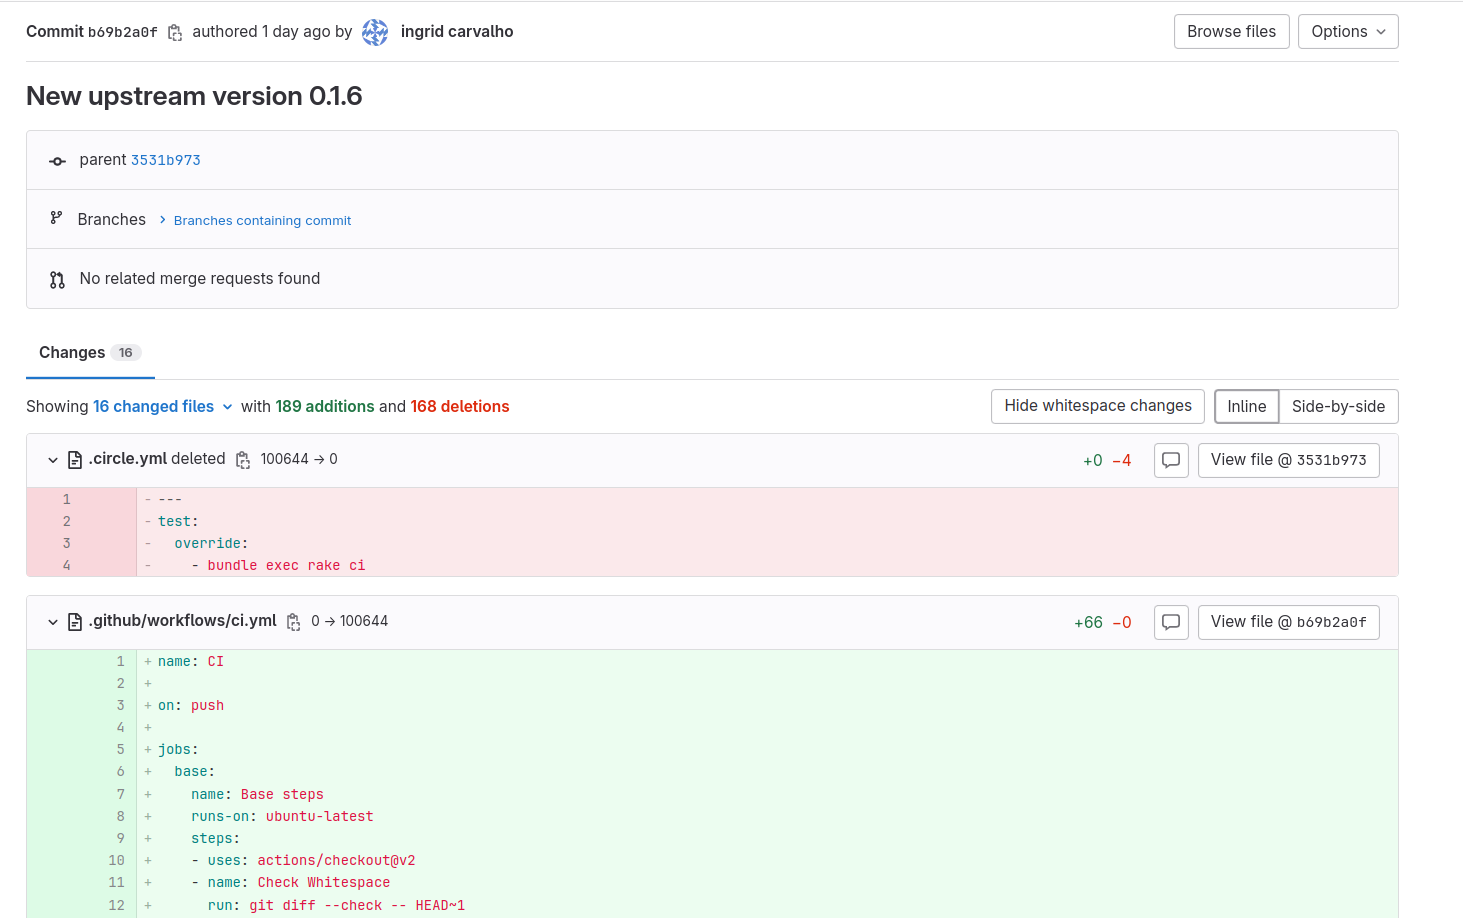 Commit b69b2a0f authored 1 day ago by ingrid carvalho Browse files Options
New upstream version 0.1.6
parent 3531b973
Branches Branches containing commit
No related merge requests found
Changes 16
Showing 16 changed files with 189 additions and 168 deletions Hide whitespace changes Inline Side-by-side
.circle.yml deleted 100644 → 0 +0 −4 View file @ 3531b973
1 - ---
2 - test:
3 - override:
4 - - bundle exec rake ci
.github/workflows/ci.yml 0 → 100644 +66 −0 View file @ b69b2a0f
1 + name: CI
2 +
3 + on: push
4 +
5 + jobs:
6 + base:
7 + name: Base steps
8 + runs-on: ubuntu-latest
9 + steps:
10 + - uses: actions/checkout@v2
11 + - name: Check Whitespace
12 + run: git diff --check -- HEAD~1